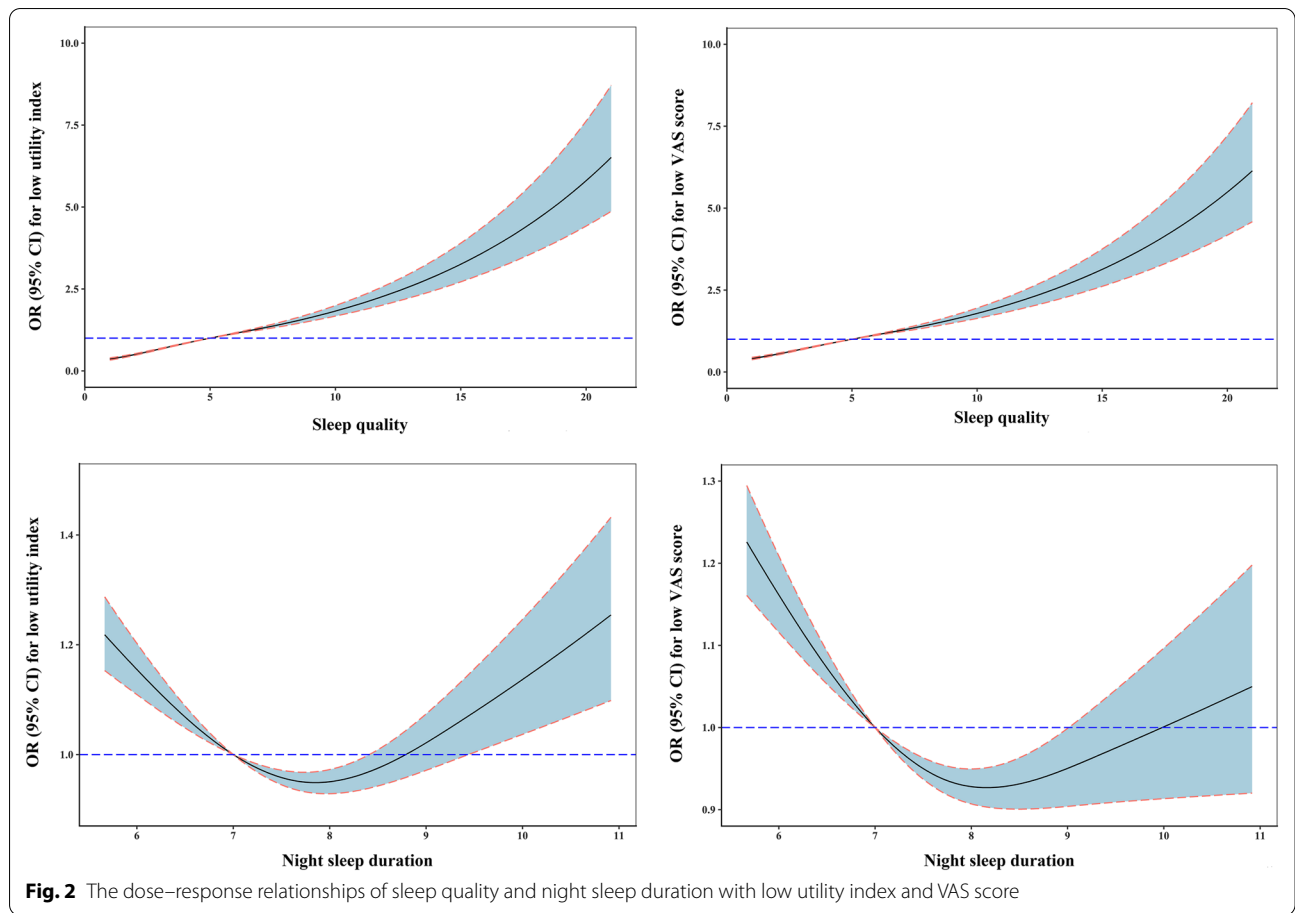 10.0
7.5
5.0
2.5
0.0
OR (95% CI) for low utility index
0 5 10 15 20
Sleep quality
10.0
7.5
5.0
2.5
0.0
OR (95% CI) for low VAS score
0 5 10 15 20
Sleep quality
1.4
1.2
1.0
OR (95% CI) for low utility index
6 7 8 9 10 11
Night sleep duration
1.3
1.2
1.1
1.0
0.9
OR (95% CI) for low VAS score
6 7 8 9 10 11
Night sleep duration
Fig. 2 The dose–response relationships of sleep quality and night sleep duration with low utility index and VAS score